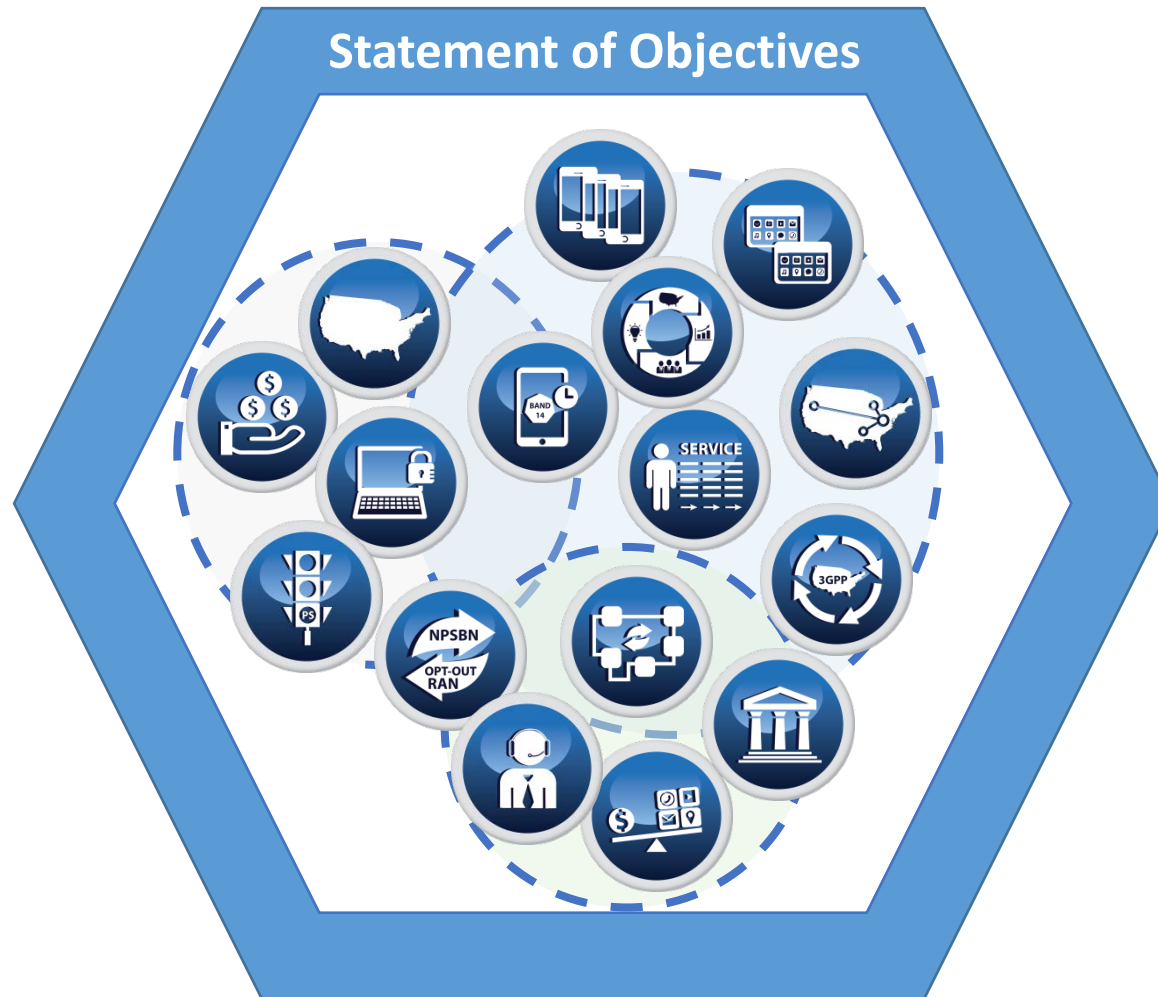 Statement of Objectives
$
$ $
BAND
14
SERVICE
3GPP
PS
NPSBN
OPT-OUT
RAN
$